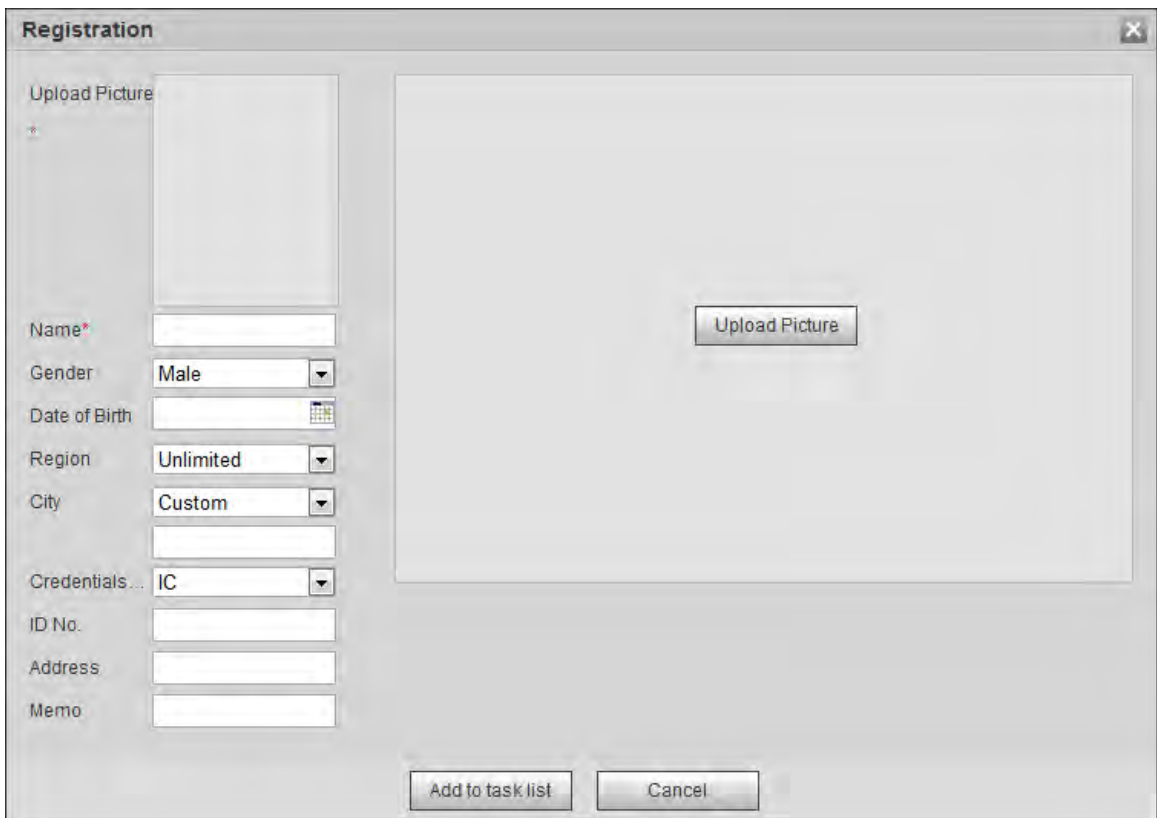 Registration
Upload Picture
*
Upload Picture
Name*
Gender Male
Date of Birth
Region Unlimited
City Custom
Credentials... IC
ID No.
Address
Memo
Add to task list Cancel